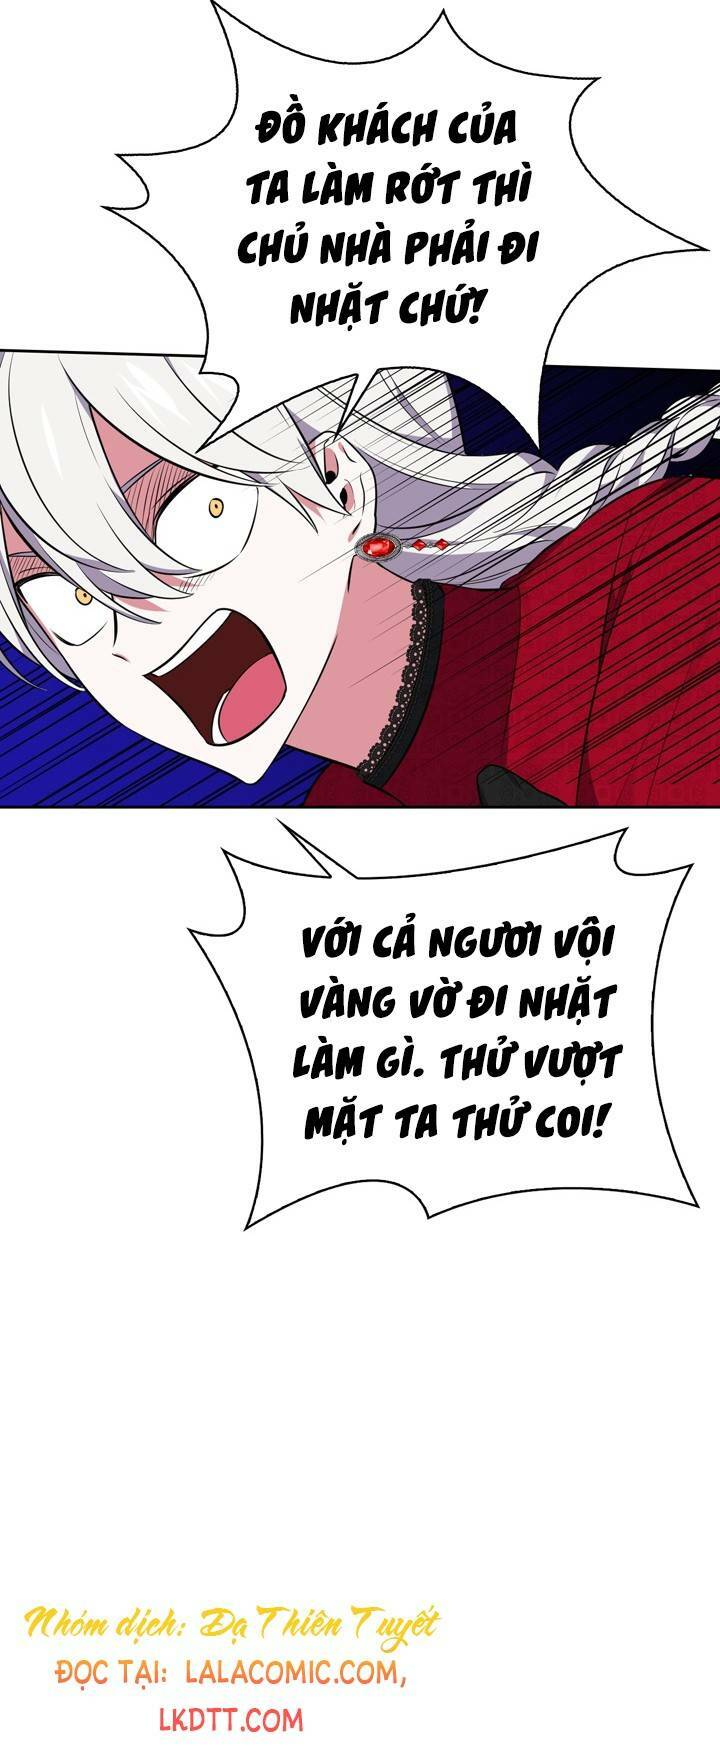 ĐỒ KHÁCH CỦA
TA LÀM RỚT THÌ
CHỦ NHÀ PHẢI ĐI
NHẶT CHỨ!
VỚI CẢ NGƯƠI VỘI
VÀNG VỜ ĐI NHẶT
LÀM GÌ. THỬ VƯỢT
MẶT TA THỬ COI!
Nhóm dịch: Dạ Thiên Tuyết
ĐỌC TẠI: LALACOMIC.COM,
LKDTT.COM